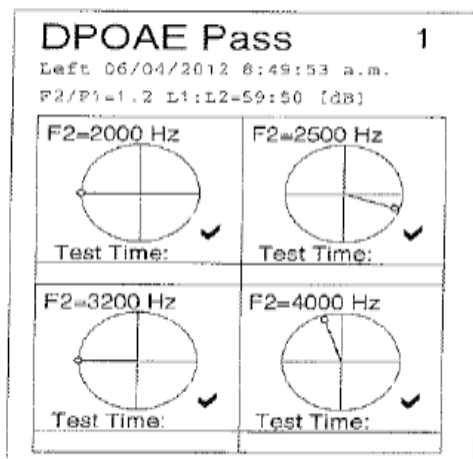 DPOAE Pass 1
Left 06/04/2012 8:49:53 a.m.
F2/F1=1.2 L1:L2=59:50 [dB]
F2=2000 Hz F2=2500 Hz
Test Time: Test Time:
F2=3200 Hz F2=4000 Hz
Test Time: Test Time: